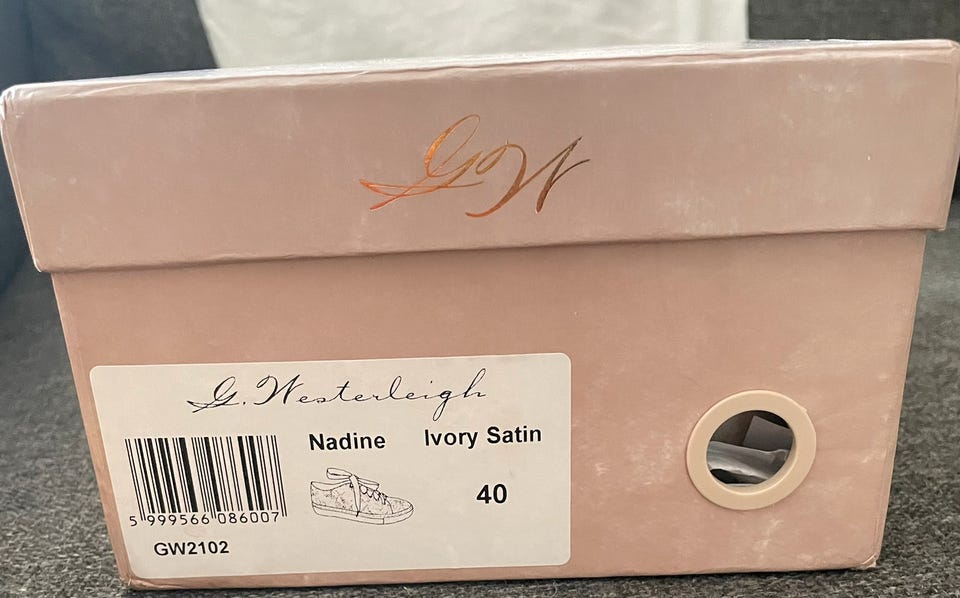 GW
G. Westerleigh
Nadine Ivory Satin
40
5 999566 086007
GW2102